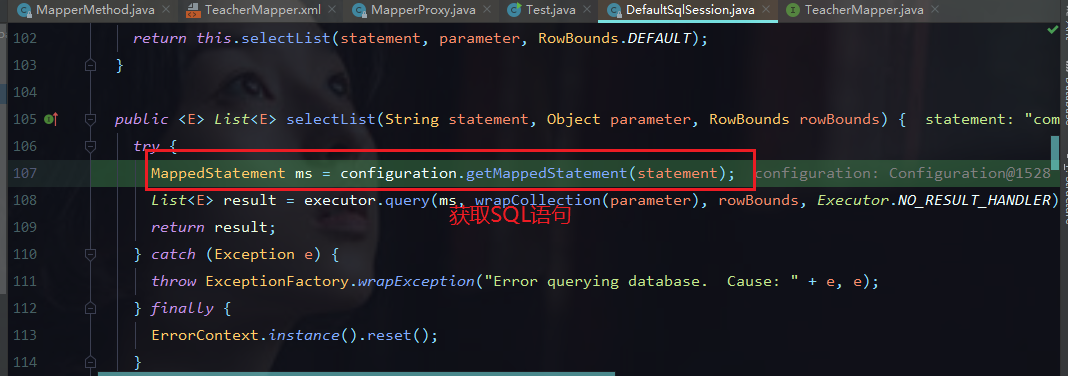 MapperMethod.java TeacherMapper.xml MapperProxy.java Test.java DefaultSqlSession.java TeacherMapper.java
102 return this.selectList(statement, parameter, RowBounds.DEFAULT);
103 }
104
105 public <E> List<E> selectList(String statement, Object parameter, RowBounds rowBounds) { statement: "com
106 try {
107 MappedStatement ms = configuration.getMappedStatement(statement); configuration: Configuration@1528
108 List<E> result = executor.query(ms, wrapCollection(parameter), rowBounds, Executor.NO_RESULT_HANDLER)
获取SQL语句
109 return result;
110 } catch (Exception e) {
111 throw ExceptionFactory.wrapException("Error querying database.  Cause: " + e, e);
112 } finally {
113 ErrorContext.instance().reset();
114 }